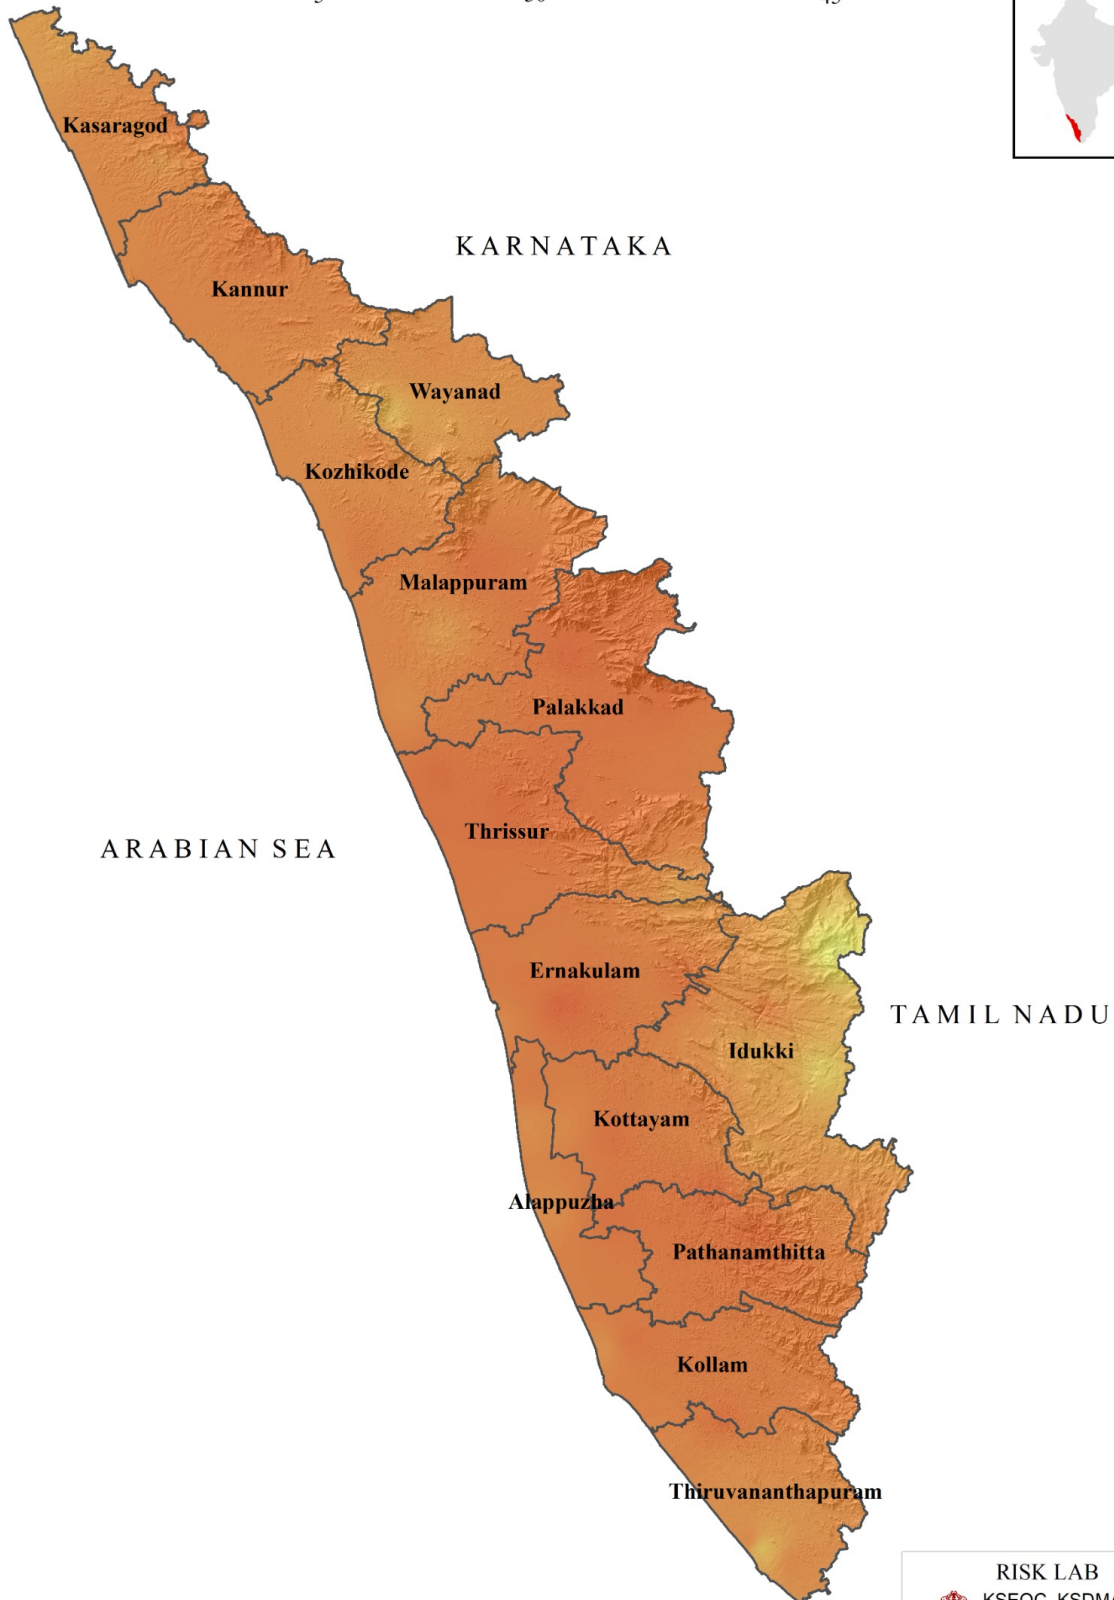 Kasaragod
KARNATAKA
Kannur
Wayanad
Kozhikode
Malappuram
Palakkad
Thrissur
ARABIAN SEA
Ernakulam
TAMIL NADU
Idukki
Kottayam
Alappuzha
Pathanamthitta
Kollam
Thiruvananthapuram
RISK LAB